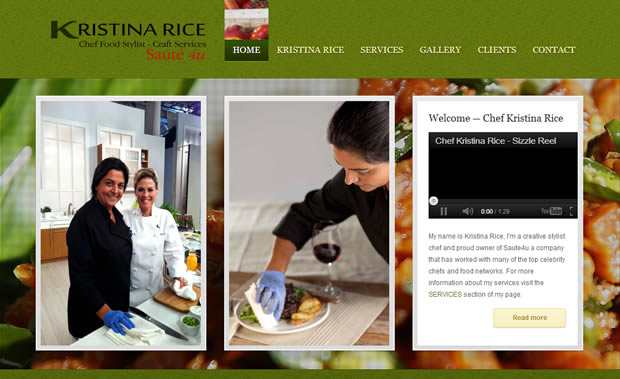 KRISTINA RICE
Chef Food Stylist - Craft Services
Sauté 4u
HOME KRISTINA RICE SERVICES GALLERY CLIENTS CONTACT
Welcome — Chef Kristina Rice
Chef Kristina Rice - Sizzle Reel
0:00 / 1:29 YouTube
My name is Kristina Rice, I'm a creative stylist
chef and proud owner of Saute4u a company
that has worked with many of the top celebrity
chefs and food networks. For more
information about my services visit the
SERVICES section of my page.
Read more